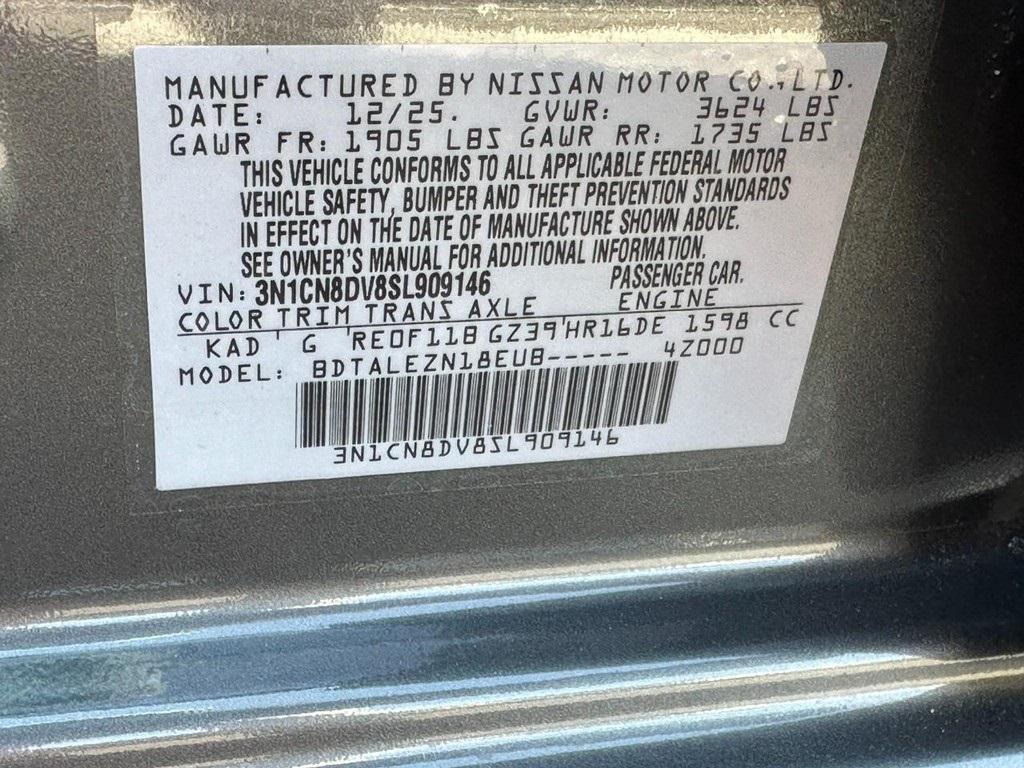 MANUFACTURED BY NISSAN MOTOR CO.,LTD.
DATE: 12/25. GVWR: 3624 LBS
GAWR FR: 1905 LBS GAWR RR: 1735 LBS
THIS VEHICLE CONFORMS TO ALL APPLICABLE FEDERAL MOTOR
VEHICLE SAFETY, BUMPER AND THEFT PREVENTION STANDARDS
IN EFFECT ON THE DATE OF MANUFACTURE SHOWN ABOVE.
SEE OWNER'S MANUAL FOR ADDITIONAL INFORMATION.
VIN: 3N1CN8DV8SL909146 PASSENGER CAR.
COLOR TRIM TRANS AXLE ENGINE
KAD G RE0F11B GZ39 HR16DE 1598 CC
MODEL: BDTALEZN18EUB----- 4Z000
3N1CN8DV8SL909146